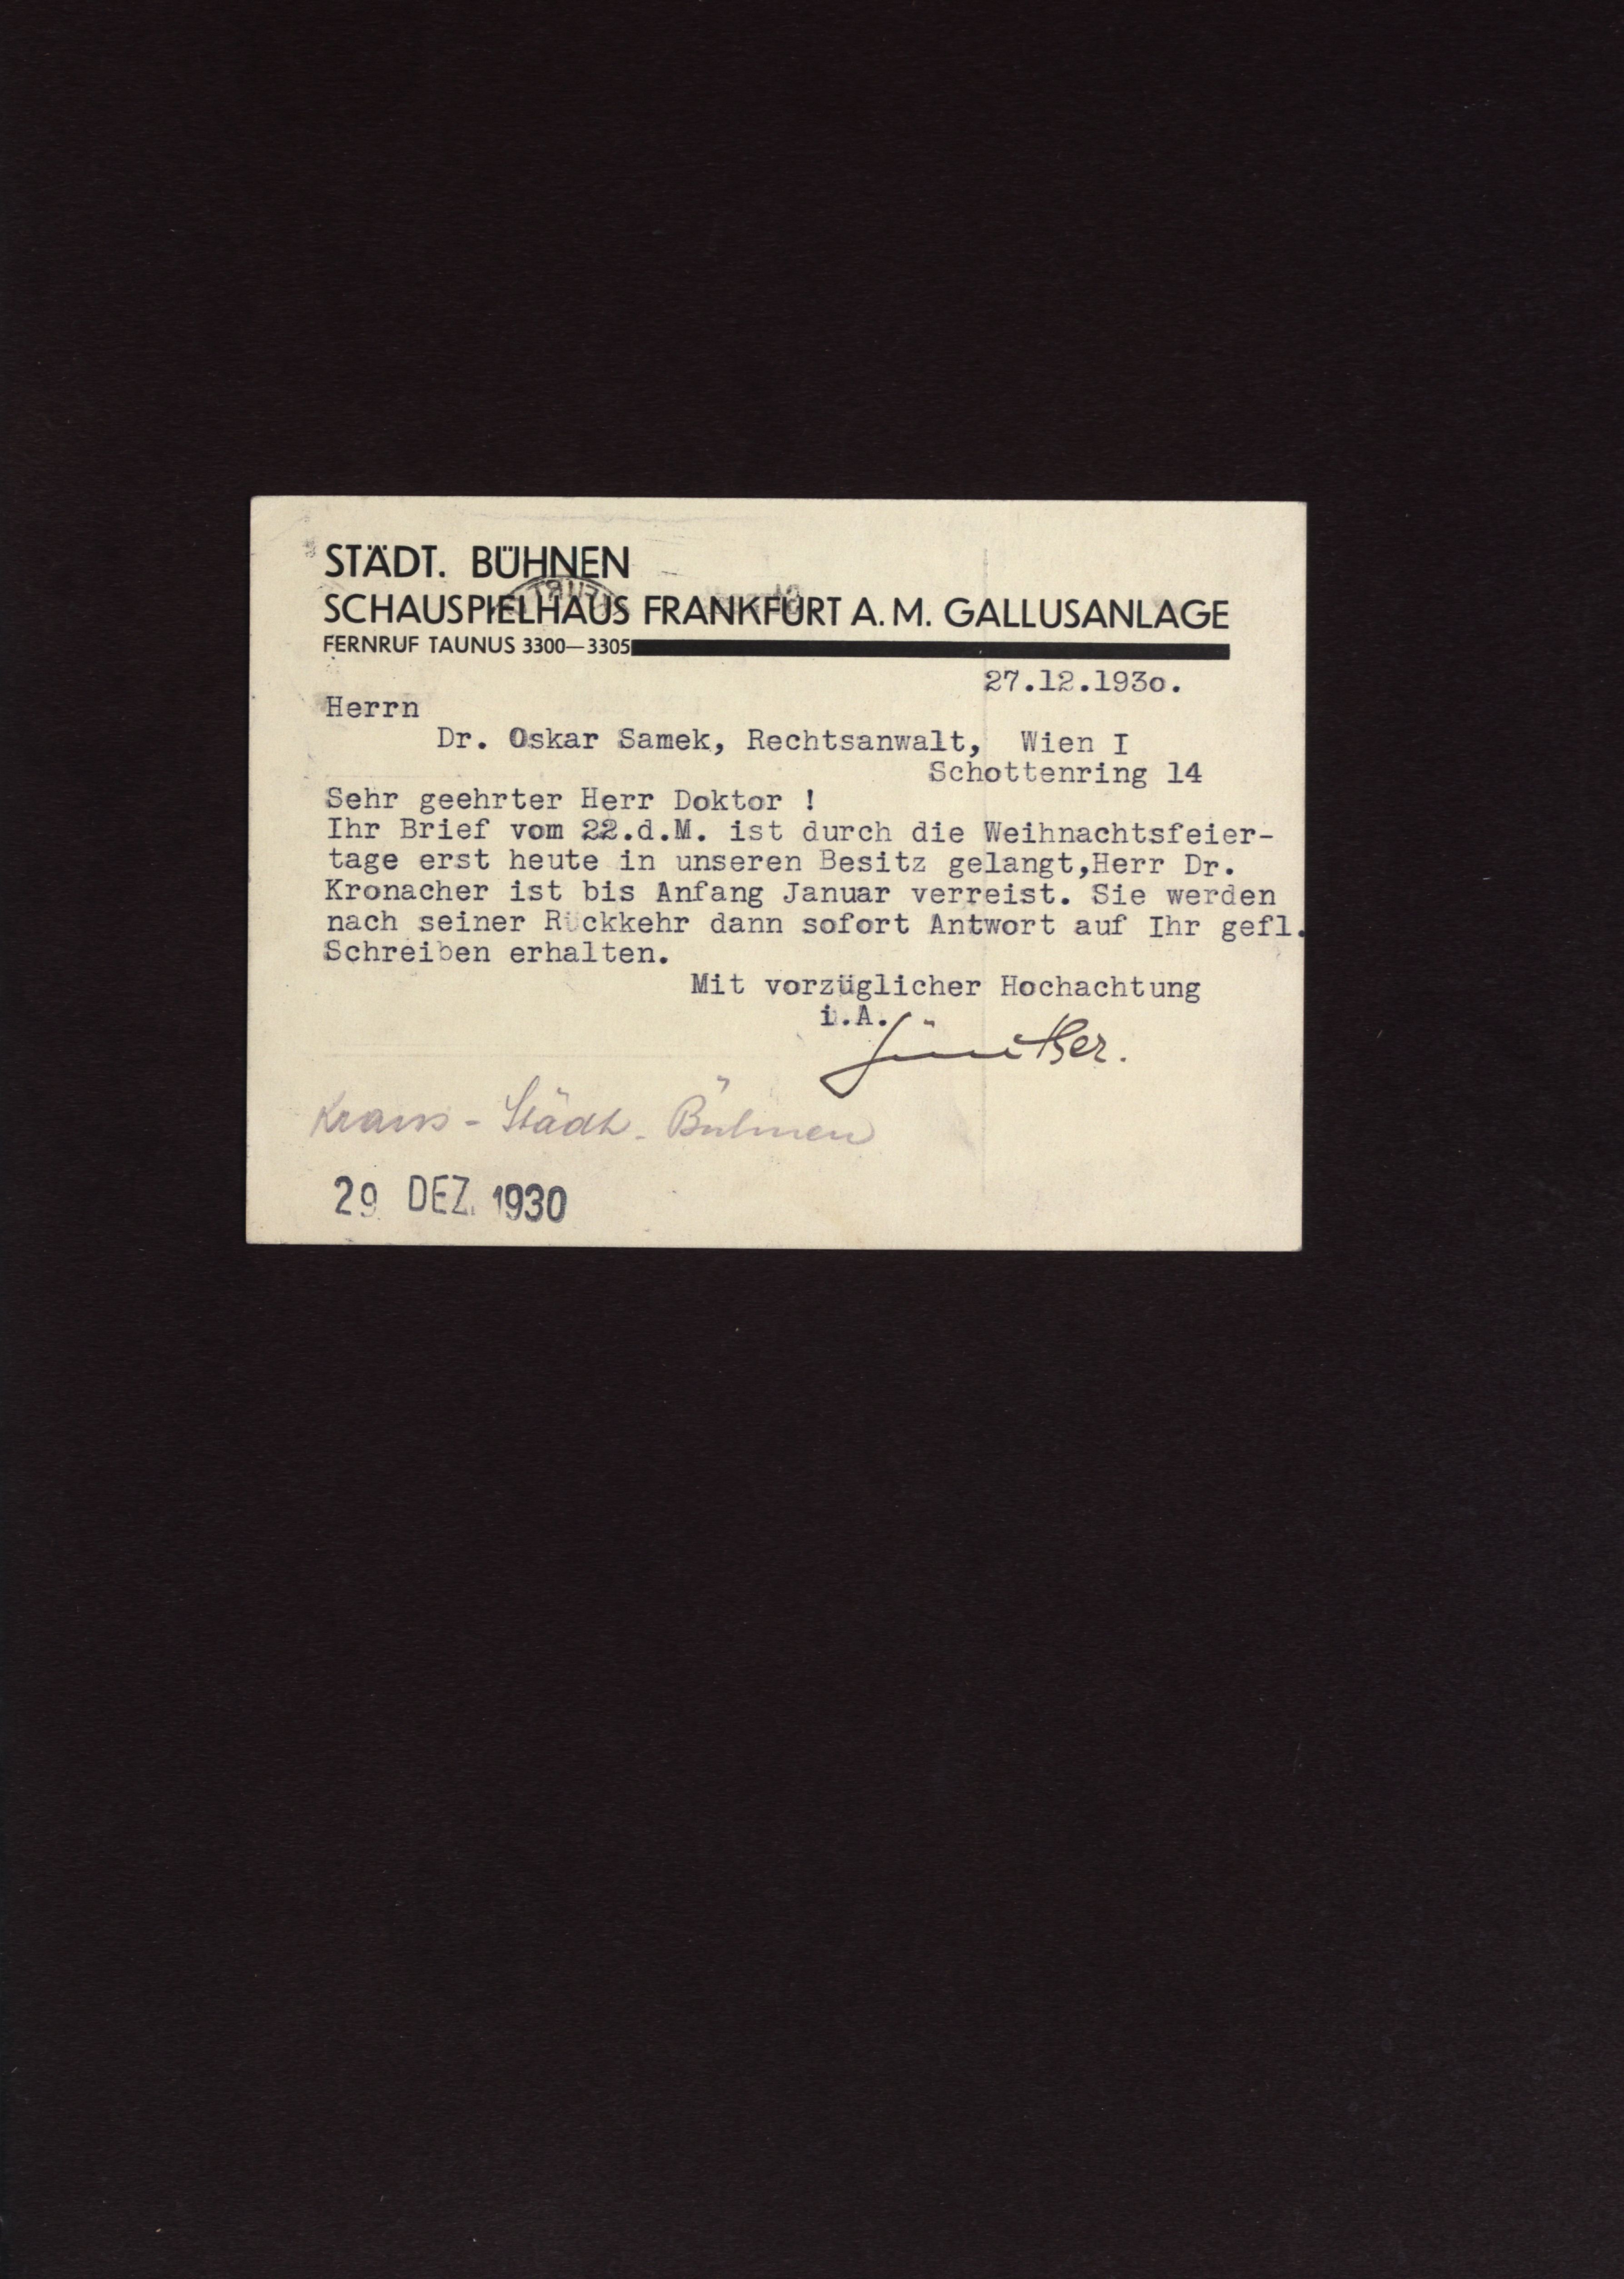 STÄDT. BÜHNEN
SCHAUSPIELHAUS FRANKFURT A. M. GALLUSANLAGE
FERNRUF TAUNUS 3300—3305
27.12.193o.
Herrn
Dr. Oskar Samek, Rechtsanwalt, Wien I
Schottenring 14
Sehr geehrter Herr Doktor !
Ihr Brief vom 22.d.M. ist durch die Weihnachtsfeier-
tage erst heute in unseren Besitz gelangt,Herr Dr.
Kronacher ist bis Anfang Januar verreist. Sie werden
nach seiner Rückkehr dann sofort Antwort auf Ihr gefl.
Schreiben erhalten.
Mit vorzüglicher Hochachtung
i.A.
Kraus - Städt. Bühnen
29 DEZ. 1930